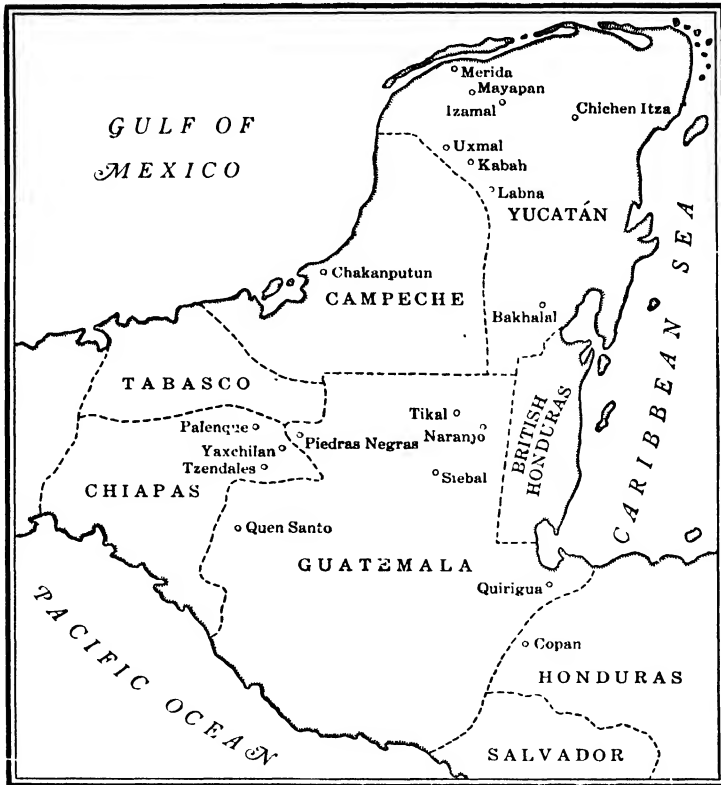 Merida
Mayapan
Izamal
Chichen Itza
GULF OF
MEXICO
Uxmal
Kabah
Labna
YUCATÁN
Chakanputun
CAMPECHE
Bakhalal
CARIBBEAN SEA
TABASCO
Tikal
Naranjo
BRITISH
HONDURAS
Palenque
Piedras Negras
Yaxchilan
Tzendales
Siebal
CHIAPAS
Quen Santo
GUATEMALA
Quirigua
PACIFIC OCEAN
Copan
HONDURAS
SALVADOR